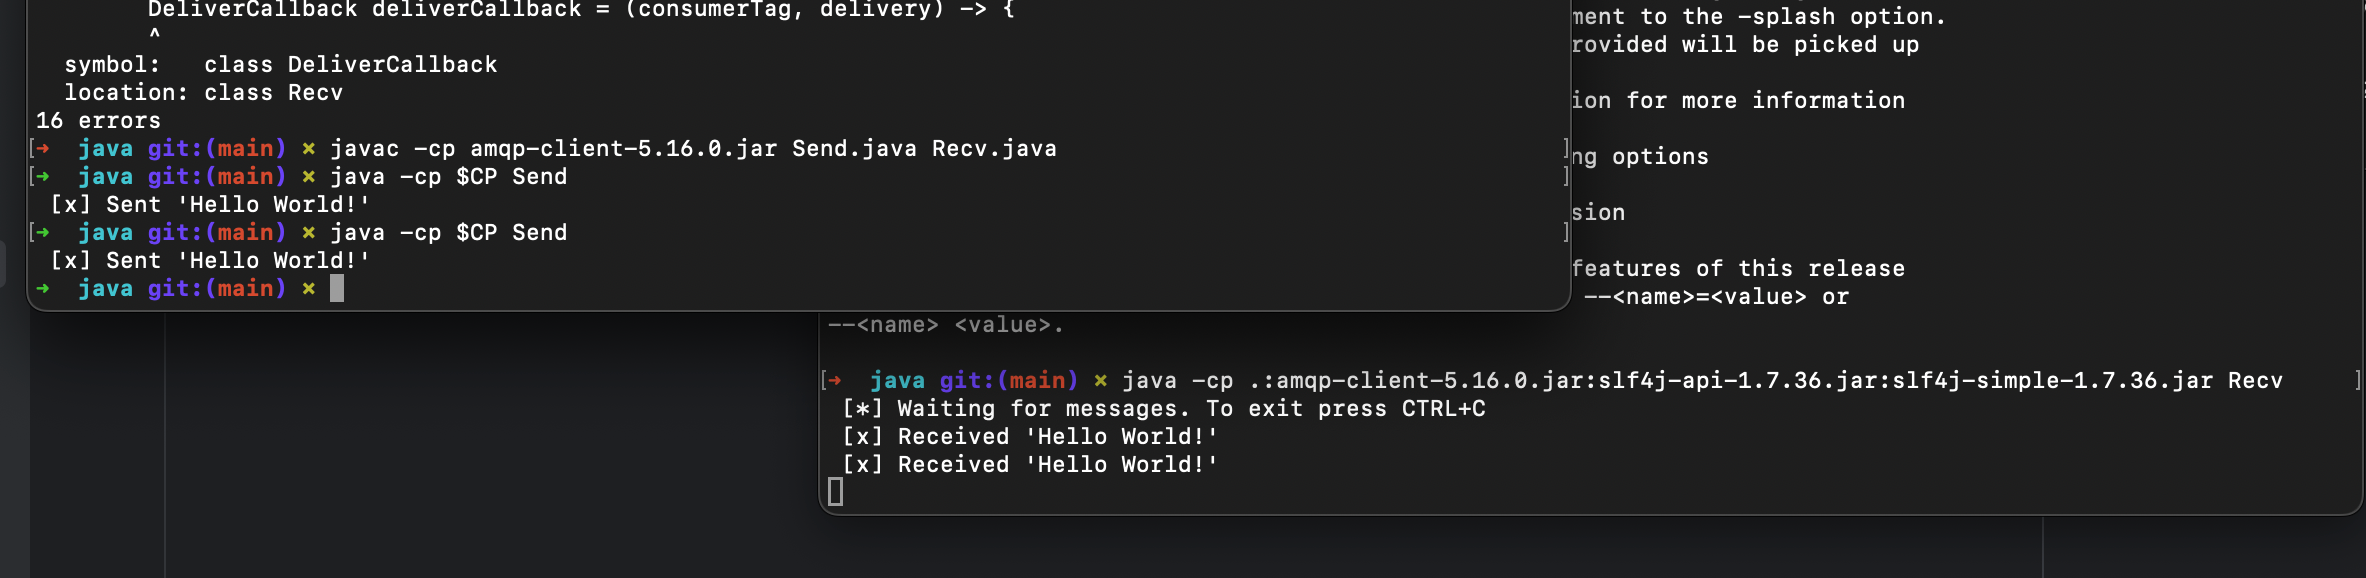 DeliverCallback deliverCallback = (consumerTag, delivery) -> {
^
symbol:   class DeliverCallback
location: class Recv
16 errors
[➜  java git:(main) ✗ javac -cp amqp-client-5.16.0.jar Send.java Recv.java ]
[➜  java git:(main) ✗ java -cp $CP Send ]
[x] Sent 'Hello World!'
[➜  java git:(main) ✗ java -cp $CP Send ]
[x] Sent 'Hello World!'
➜  java git:(main) ✗
ment to the -splash option.
rovided will be picked up
ion for more information
ng options
sion
features of this release
--<name>=<value> or
--<name> <value>.
[➜  java git:(main) ✗ java -cp .:amqp-client-5.16.0.jar:slf4j-api-1.7.36.jar:slf4j-simple-1.7.36.jar Recv ]
[*] Waiting for messages. To exit press CTRL+C
[x] Received 'Hello World!'
[x] Received 'Hello World!'